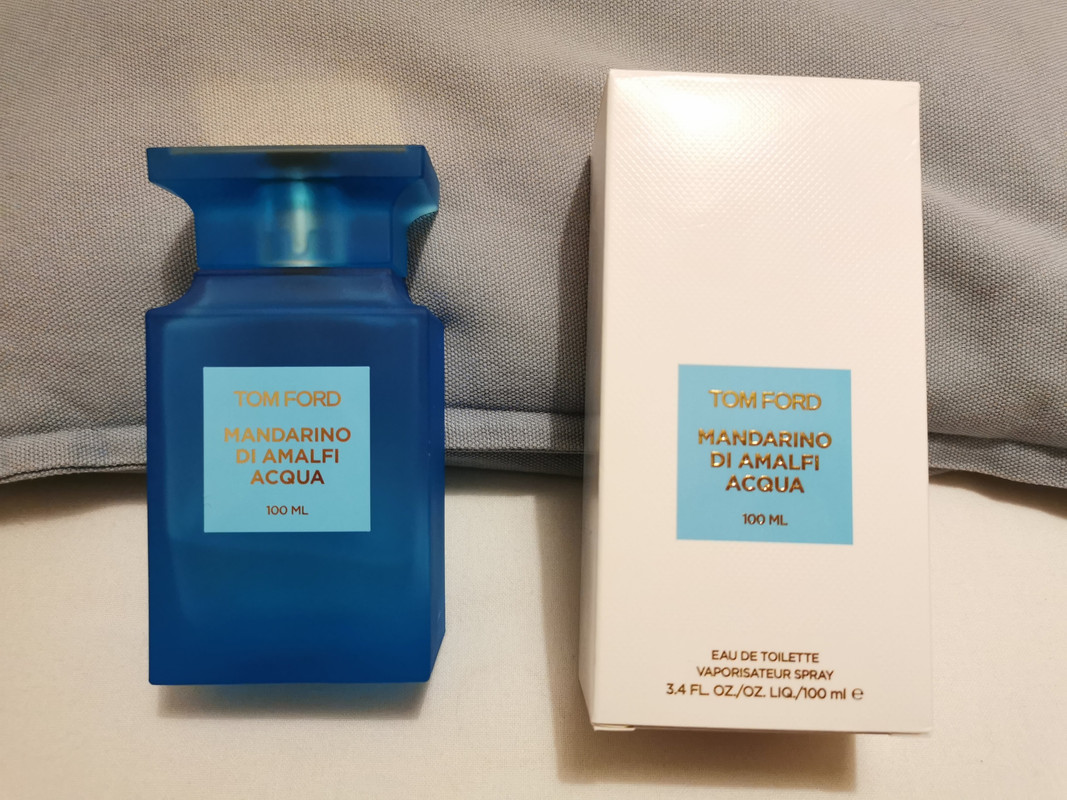 TOM FORD
MANDARINO
DI AMALFI
ACQUA
100 ML
TOM FORD
MANDARINO
DI AMALFI
ACQUA
100 ML
EAU DE TOILETTE
VAPORISATEUR SPRAY
3.4 FL. OZ./OZ. LIQ./100 ml ℮